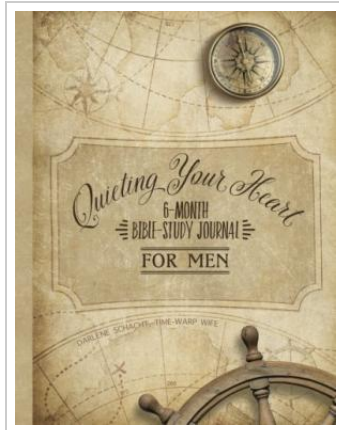 Quieting Your Heart
6-MONTH
BIBLE-STUDY JOURNAL
FOR MEN
DARLENE SCHACHT, TIME-WARP WIFE